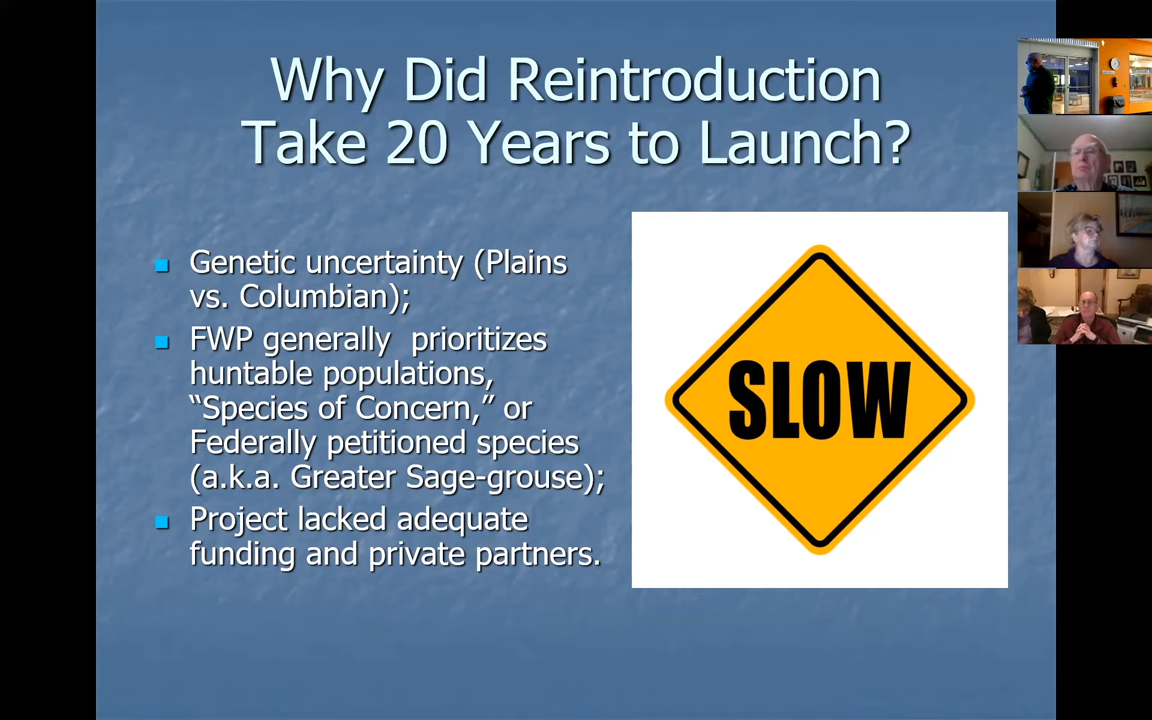 Why Did Reintroduction
Take 20 Years to Launch?
Genetic uncertainty (Plains
vs. Columbian);
FWP generally  prioritizes
huntable populations,
“Species of Concern,” or
Federally petitioned species
(a.k.a. Greater Sage-grouse);
Project lacked adequate
funding and private partners.
SLOW